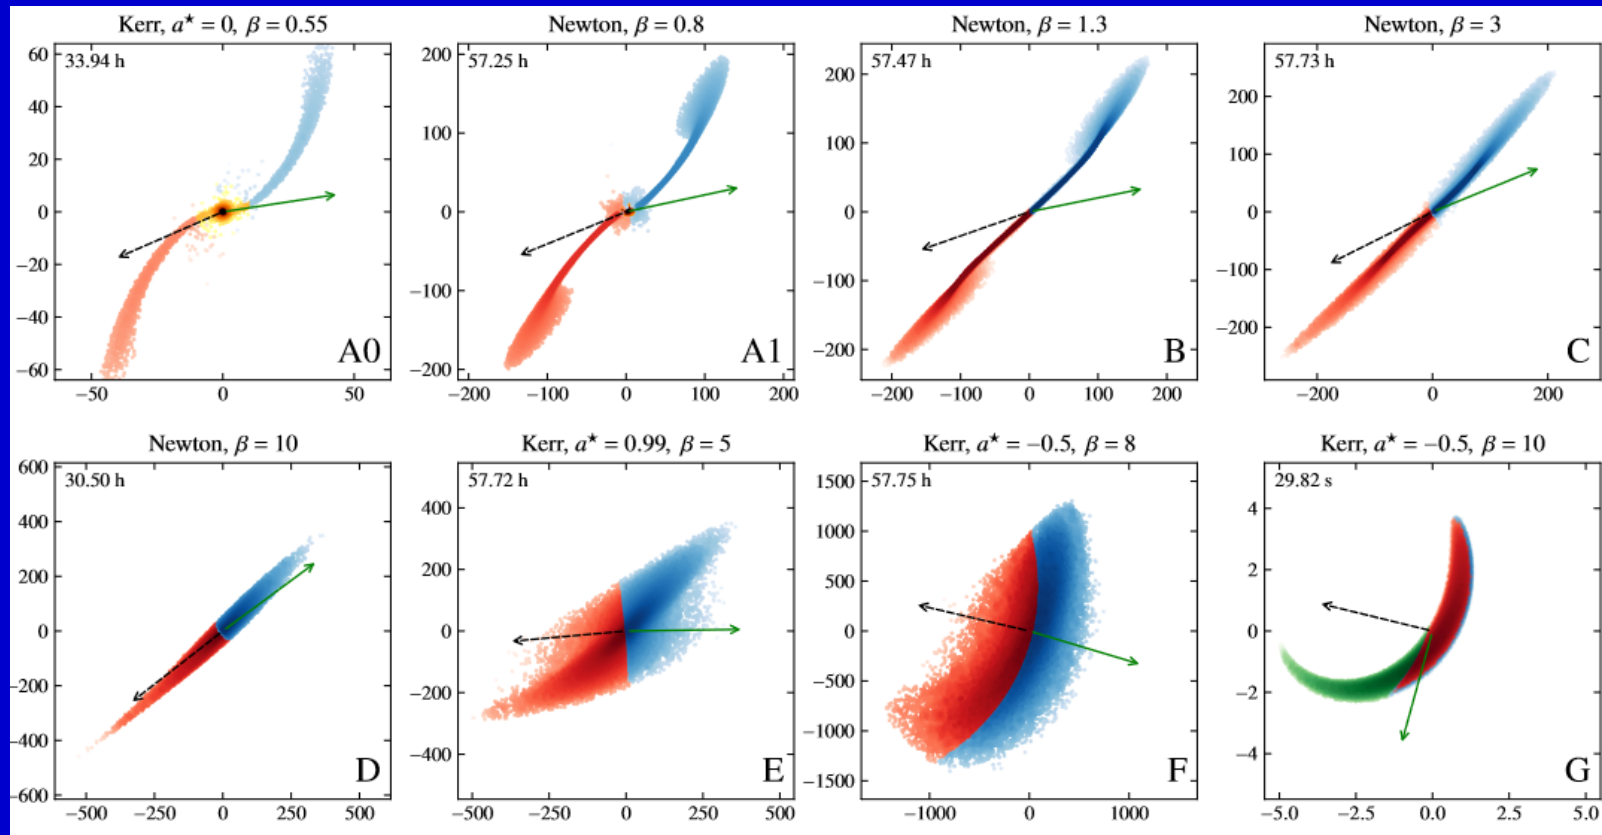 Kerr, a* = 0, β = 0.55
33.94 h
60
40
20
0
−20
−40
−60
−50 0 50
A0
Newton, β = 0.8
57.25 h
200
100
0
−100
−200
−200 −100 0 100 200
A1
Newton, β = 1.3
57.47 h
200
100
0
−100
−200
−200 −100 0 100 200
B
Newton, β = 3
57.73 h
200
100
0
−100
−200
−200 0 200
C
Newton, β = 10
30.50 h
600
400
200
0
−200
−400
−600
−500 −250 0 250 500
D
Kerr, a* = 0.99, β = 5
57.72 h
400
200
0
−200
−400
−500 −250 0 250 500
E
Kerr, a* = −0.5, β = 8
57.75 h
1500
1000
500
0
−500
−1000
−1500
−1000 0 1000
F
Kerr, a* = −0.5, β = 10
29.82 s
4
2
0
−2
−4
−5.0 −2.5 0.0 2.5 5.0
G